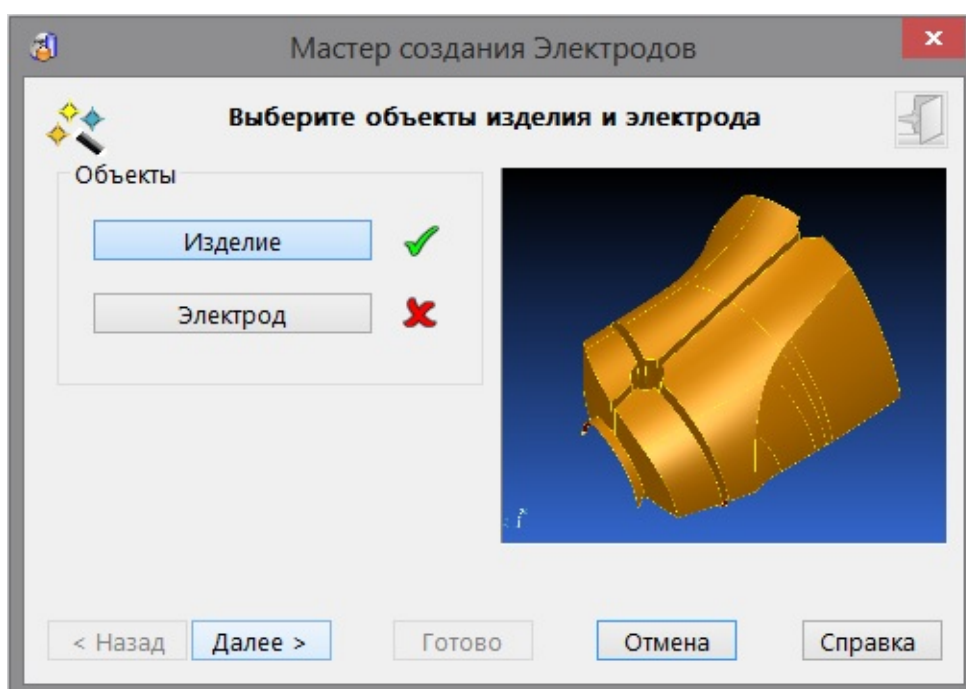 Мастер создания Электродов
Выберите объекты изделия и электрода
Объекты
Изделие
Электрод
< Назад
Далее >
Готово
Отмена
Справка